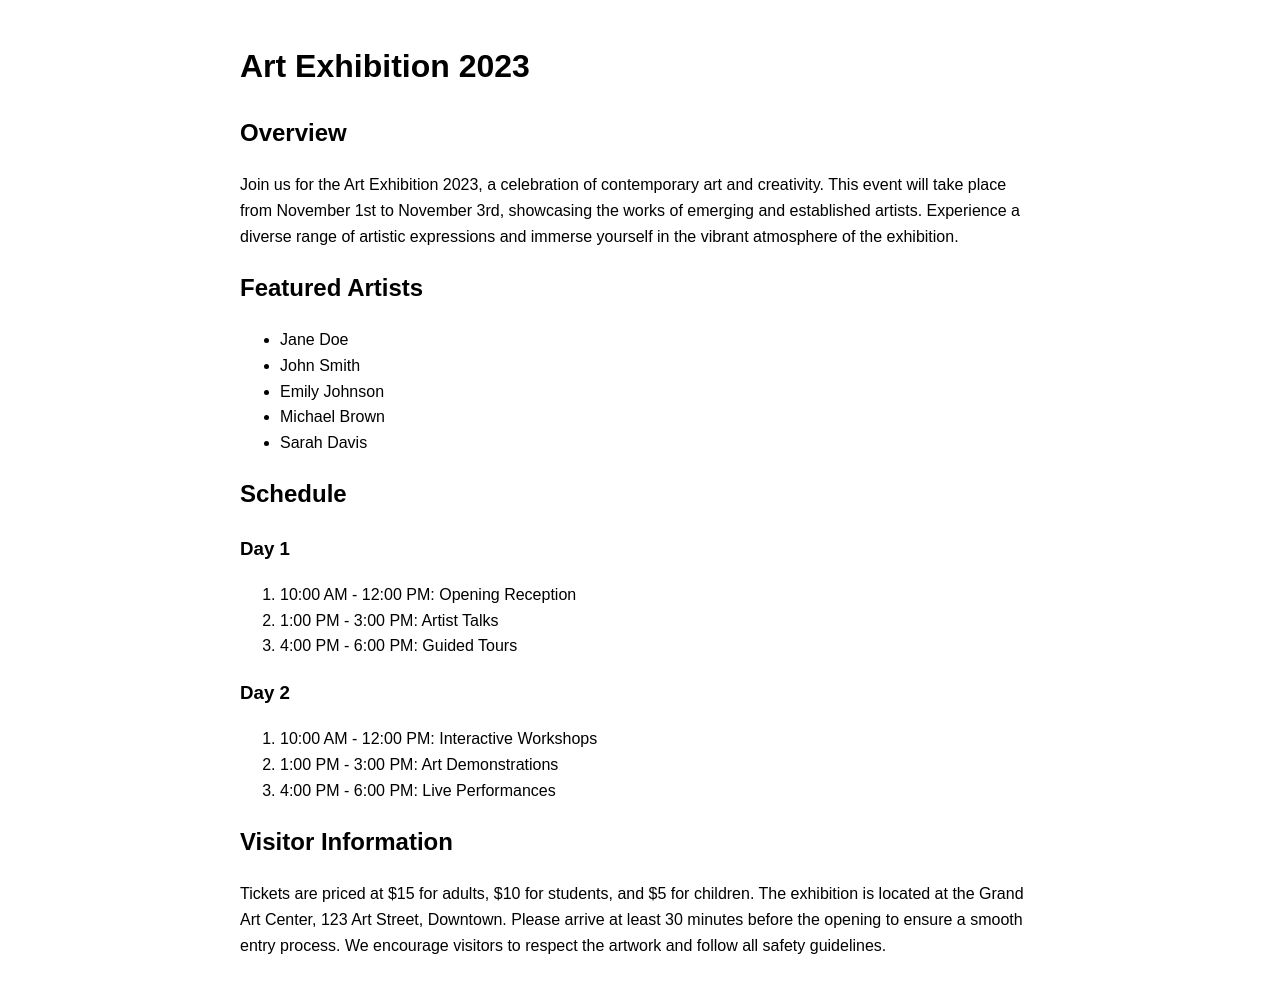 Art Exhibition 2023
Overview
Join us for the Art Exhibition 2023, a celebration of contemporary art and creativity. This event will take place
from November 1st to November 3rd, showcasing the works of emerging and established artists. Experience a
diverse range of artistic expressions and immerse yourself in the vibrant atmosphere of the exhibition.
Featured Artists
• Jane Doe
• John Smith
• Emily Johnson
• Michael Brown
• Sarah Davis
Schedule
Day 1
1. 10:00 AM - 12:00 PM: Opening Reception
2. 1:00 PM - 3:00 PM: Artist Talks
3. 4:00 PM - 6:00 PM: Guided Tours
Day 2
1. 10:00 AM - 12:00 PM: Interactive Workshops
2. 1:00 PM - 3:00 PM: Art Demonstrations
3. 4:00 PM - 6:00 PM: Live Performances
Visitor Information
Tickets are priced at $15 for adults, $10 for students, and $5 for children. The exhibition is located at the Grand
Art Center, 123 Art Street, Downtown. Please arrive at least 30 minutes before the opening to ensure a smooth
entry process. We encourage visitors to respect the artwork and follow all safety guidelines.